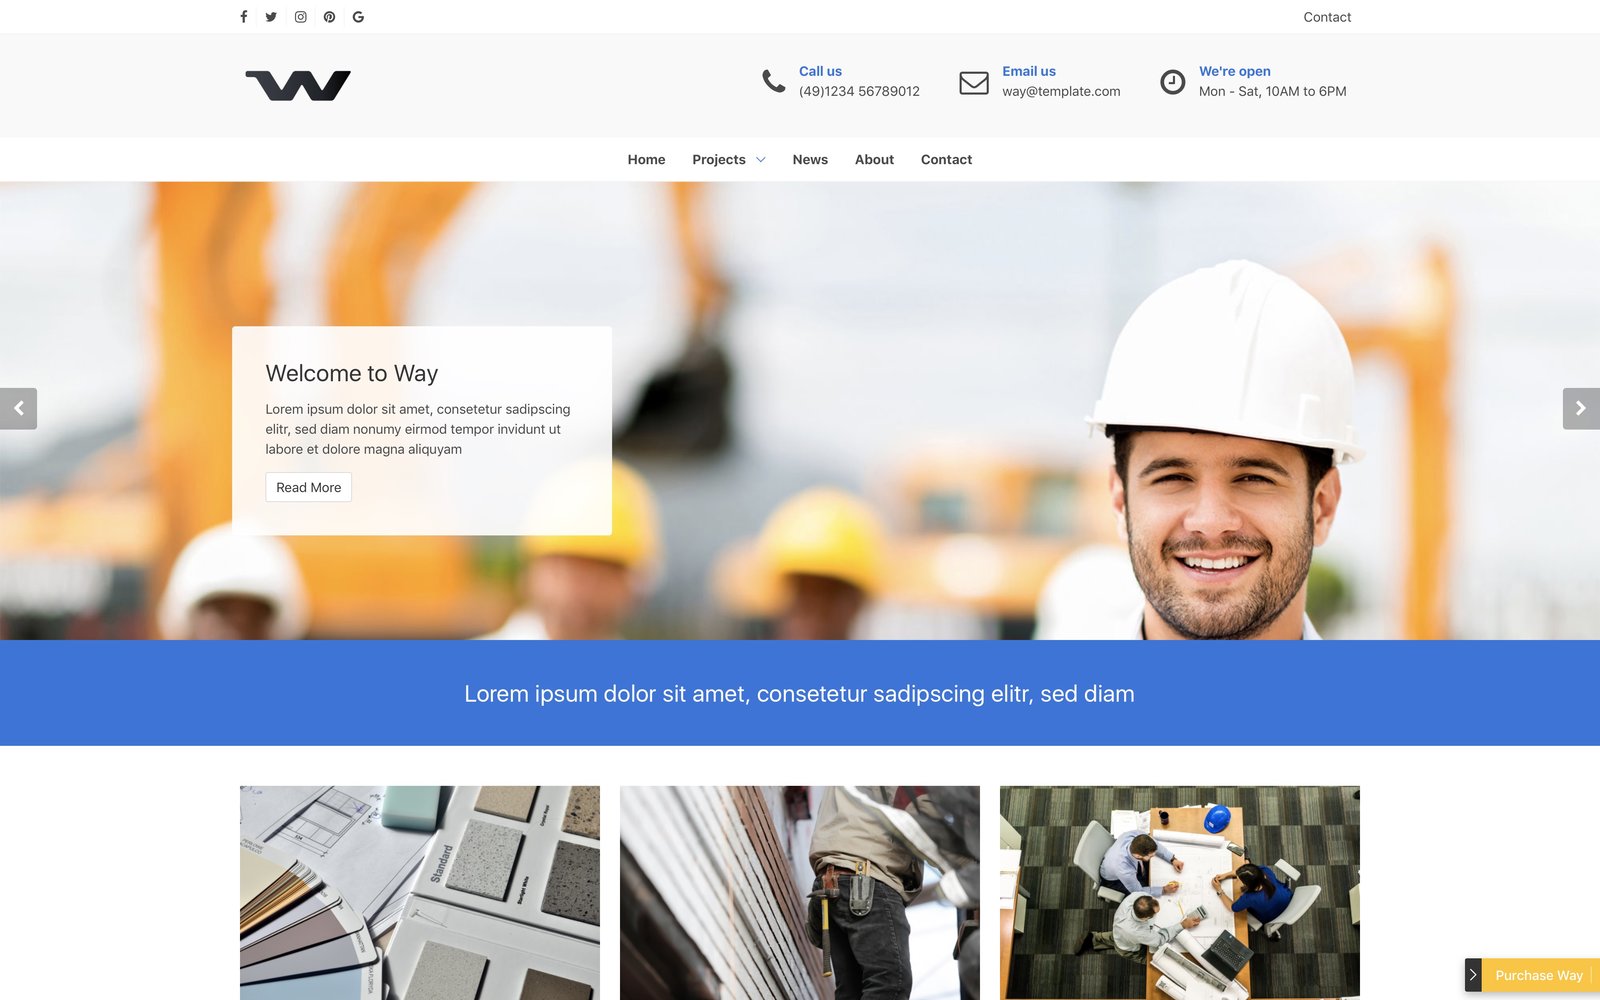 Contact
Call us
(49)1234 56789012
Email us
way@template.com
We're open
Mon - Sat, 10AM to 6PM
Home
Projects
News
About
Contact
Welcome to Way
Lorem ipsum dolor sit amet, consetetur sadipscing
elitr, sed diam nonumy eirmod tempor invidunt ut
labore et dolore magna aliquyam
Read More
Lorem ipsum dolor sit amet, consetetur sadipscing elitr, sed diam
Standard
Purchase Way